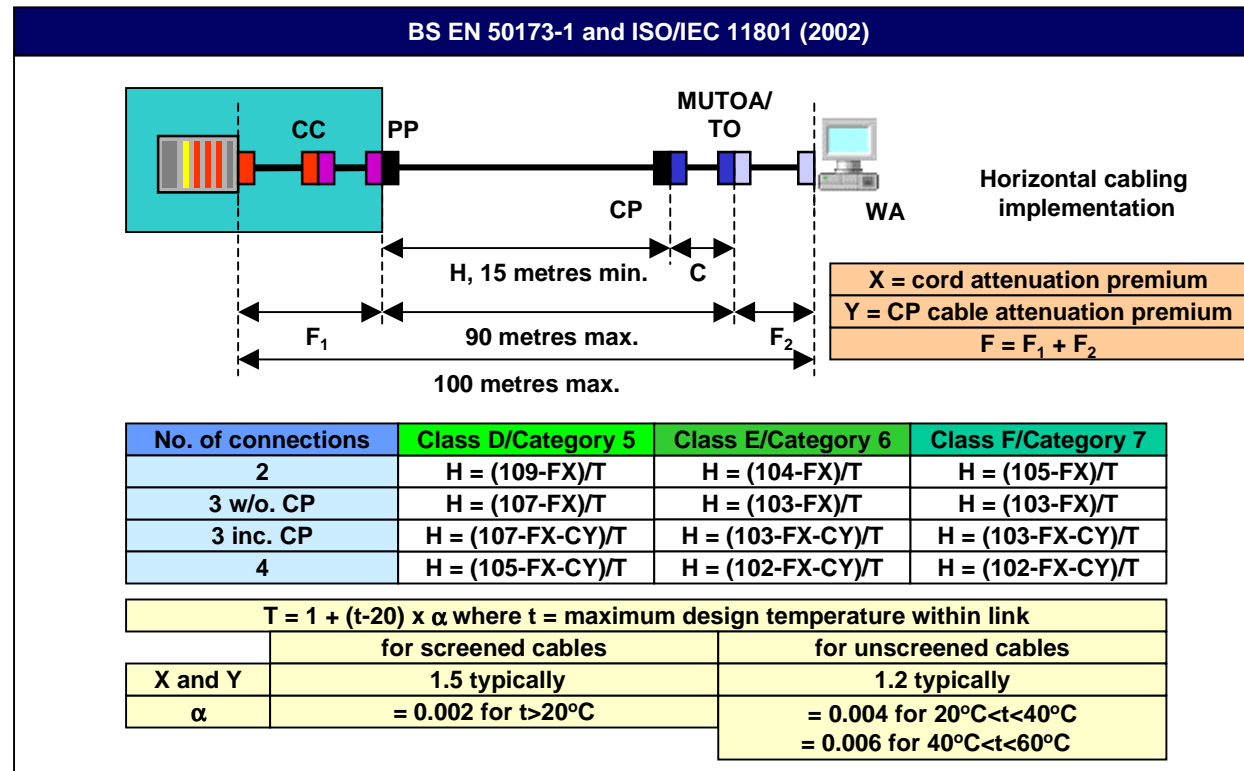 BS EN 50173-1 and ISO/IEC 11801 (2002)
CC
PP
MUTOA/
TO
CP
WA
Horizontal cabling
implementation
H, 15 metres min.
C
F₁
90 metres max.
F₂
100 metres max.
X = cord attenuation premium
Y = CP cable attenuation premium
F = F₁ + F₂
No. of connections Class D/Category 5 Class E/Category 6 Class F/Category 7
2 H = (109-FX)/T H = (104-FX)/T H = (105-FX)/T
3 w/o. CP H = (107-FX)/T H = (103-FX)/T H = (103-FX)/T
3 inc. CP H = (107-FX-CY)/T H = (103-FX-CY)/T H = (103-FX-CY)/T
4 H = (105-FX-CY)/T H = (102-FX-CY)/T H = (102-FX-CY)/T
T = 1 + (t-20) x α where t = maximum design temperature within link
for screened cables for unscreened cables
X and Y 1.5 typically 1.2 typically
α = 0.002 for t>20°C = 0.004 for 20°C<t<40°C
= 0.006 for 40°C<t<60°C